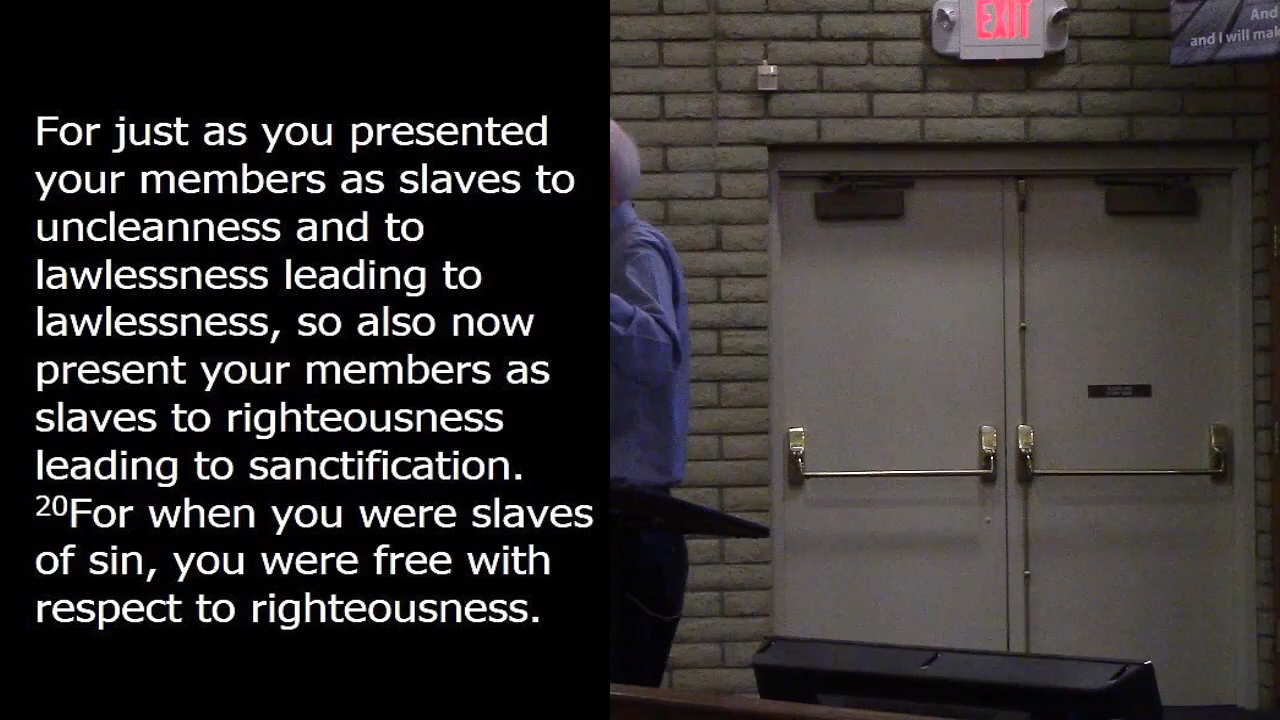 For just as you presented
your members as slaves to
uncleanness and to
lawlessness leading to
lawlessness, so also now
present your members as
slaves to righteousness
leading to sanctification.
20For when you were slaves
of sin, you were free with
respect to righteousness.
EXIT
And
and I will mak